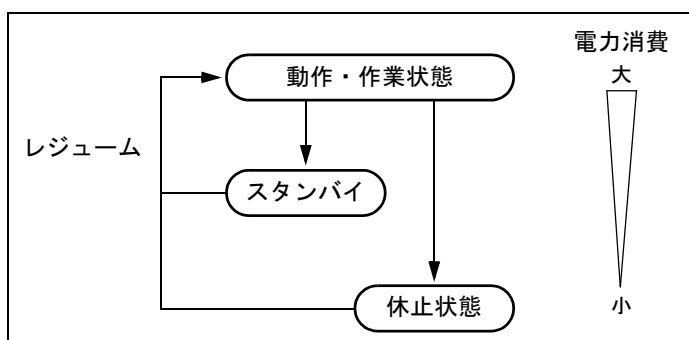 電力消費
大
動作・作業状態
レジューム
スタンバイ
休止状態
小